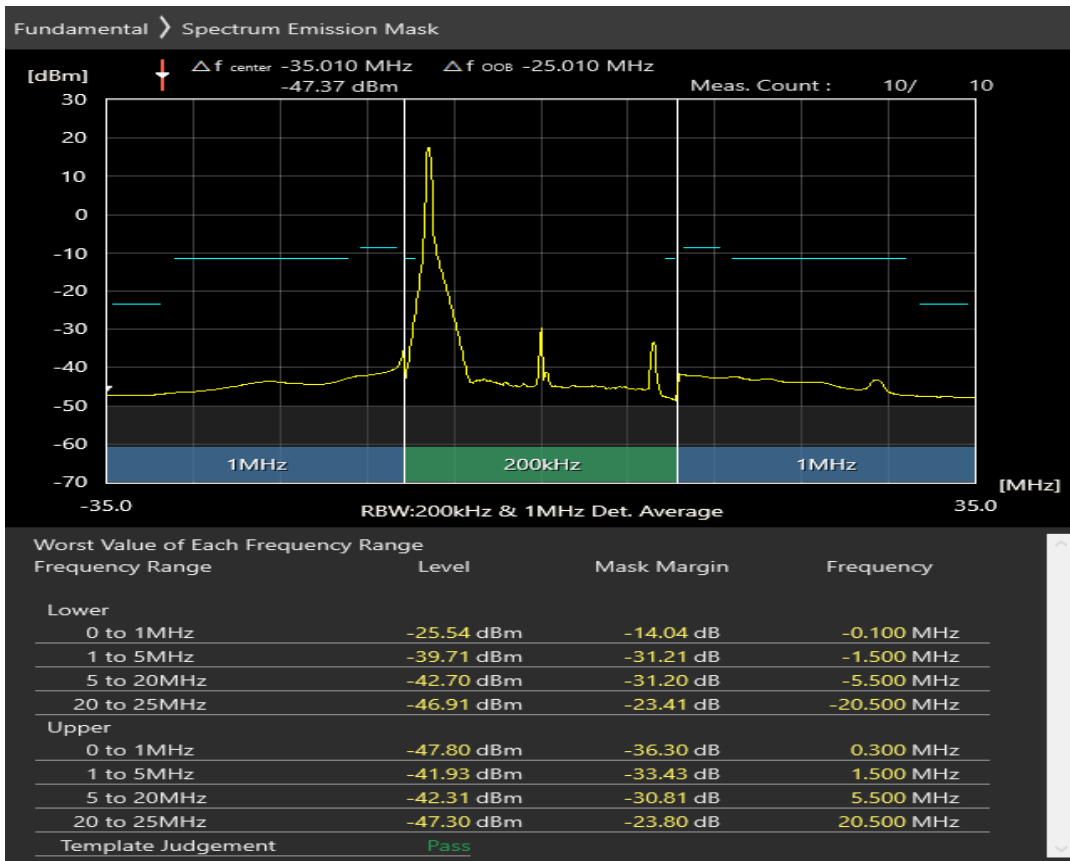 Fundamental ❯ Spectrum Emission Mask
[dBm] △f center -35.010 MHz △f OOB -25.010 MHz
-47.37 dBm Meas. Count : 10/ 10
30
20
10
0
-10
-20
-30
-40
-50
-60
1MHz 200kHz 1MHz
-70
[MHz]
-35.0 RBW:200kHz & 1MHz Det. Average 35.0
Worst Value of Each Frequency Range
Frequency Range Level Mask Margin Frequency
Lower
0 to 1MHz -25.54 dBm -14.04 dB -0.100 MHz
1 to 5MHz -39.71 dBm -31.21 dB -1.500 MHz
5 to 20MHz -42.70 dBm -31.20 dB -5.500 MHz
20 to 25MHz -46.91 dBm -23.41 dB -20.500 MHz
Upper
0 to 1MHz -47.80 dBm -36.30 dB 0.300 MHz
1 to 5MHz -41.93 dBm -33.43 dB 1.500 MHz
5 to 20MHz -42.31 dBm -30.81 dB 5.500 MHz
20 to 25MHz -47.30 dBm -23.80 dB 20.500 MHz
Template Judgement Pass